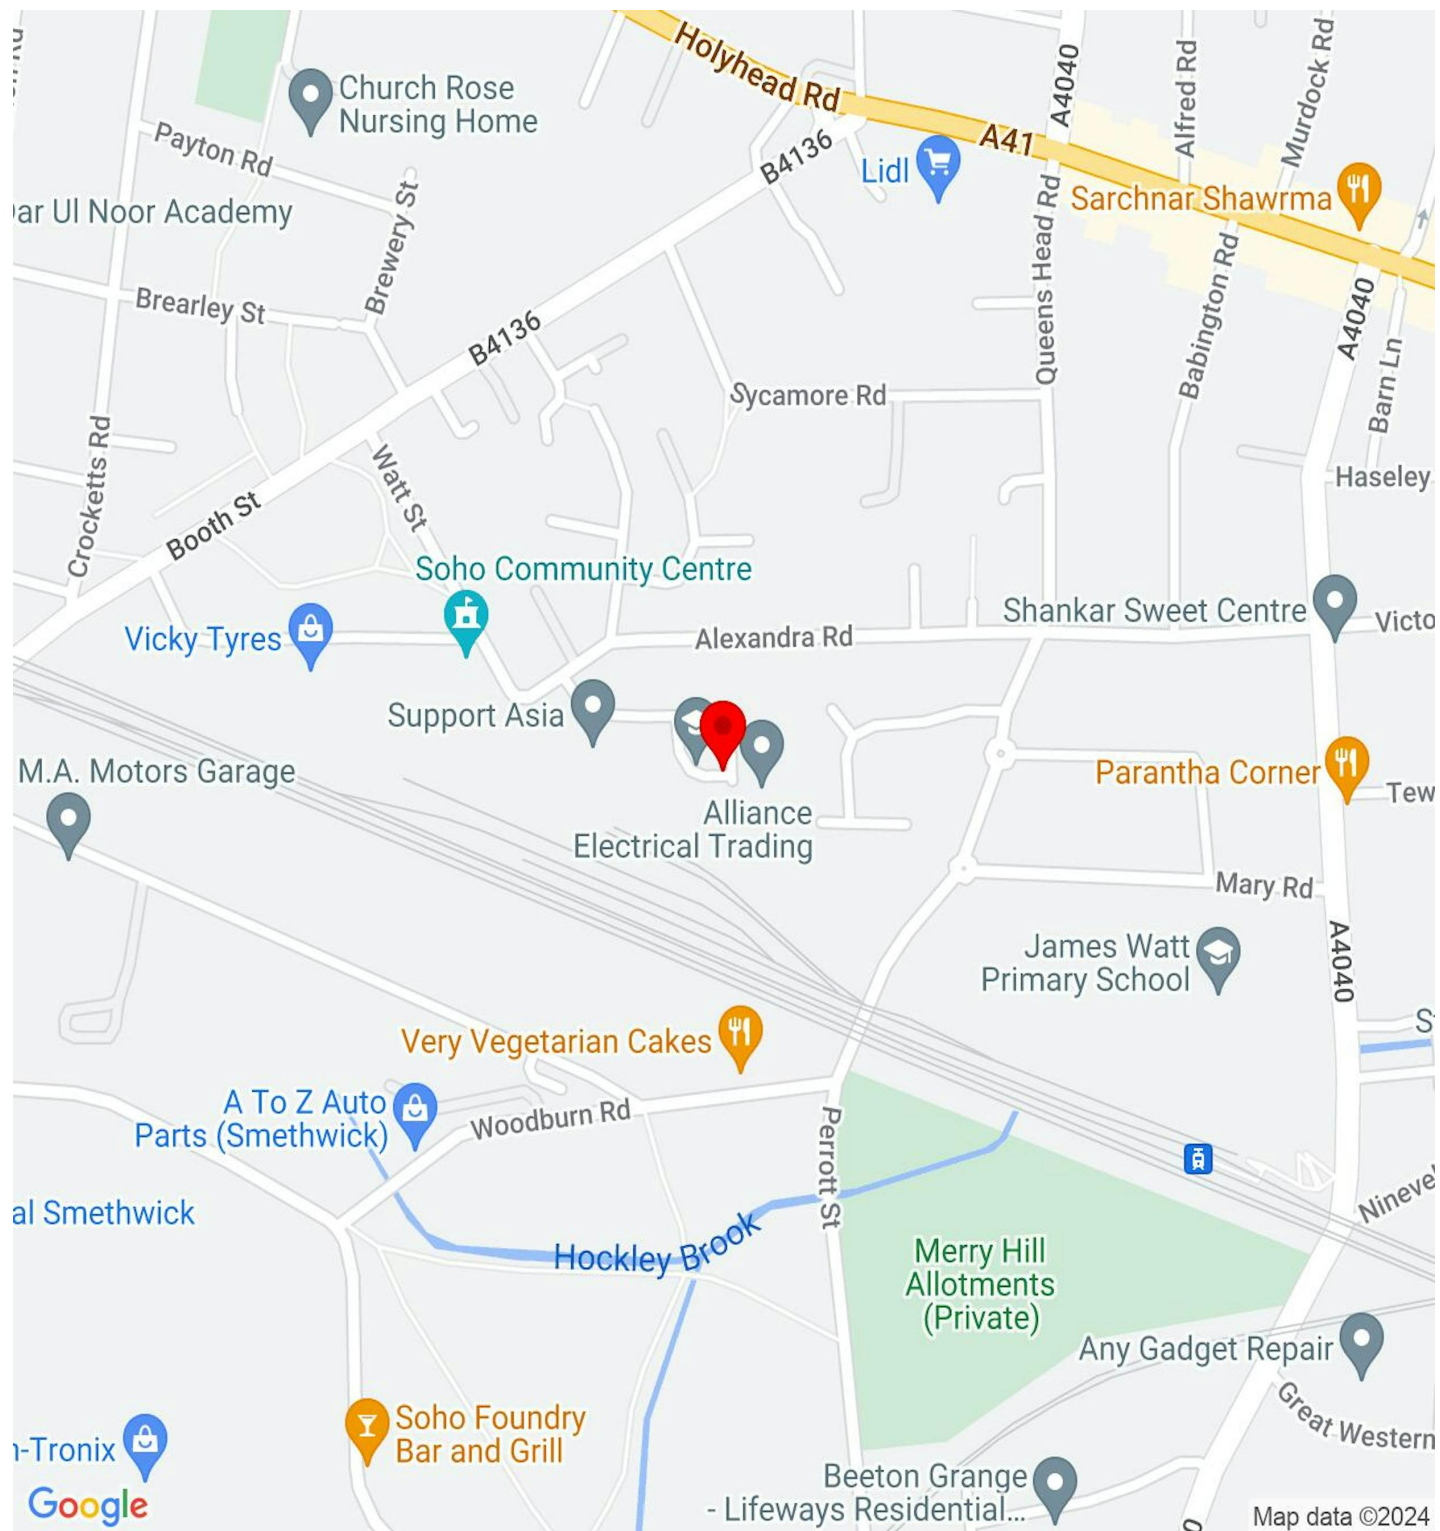 Holyhead Rd
A4040
Alfred Rd
Murdock Rd
Church Rose
Nursing Home
A41
Payton Rd
B4136
Lidl
Sarchnar Shawrma
ar Ul Noor Academy
Brewery St
Queens Head Rd
Babington Rd
Brearley St
B4136
A4040
Barn Ln
Sycamore Rd
Crocketts Rd
Watt St
Haseley
Booth St
Soho Community Centre
Shankar Sweet Centre
Victo
Vicky Tyres
Alexandra Rd
Support Asia
M.A. Motors Garage
Parantha Corner
Tew
Alliance
Electrical Trading
Mary Rd
James Watt
Primary School
A4040
Very Vegetarian Cakes
S
A To Z Auto
Parts (Smethwick)
Woodburn Rd
Perrott St
al Smethwick
Nineve
Hockley Brook
Merry Hill
Allotments
(Private)
Any Gadget Repair
Great Western
Soho Foundry
Bar and Grill
n-Tronix
Beeton Grange
- Lifeways Residential...
Google
Map data ©2024